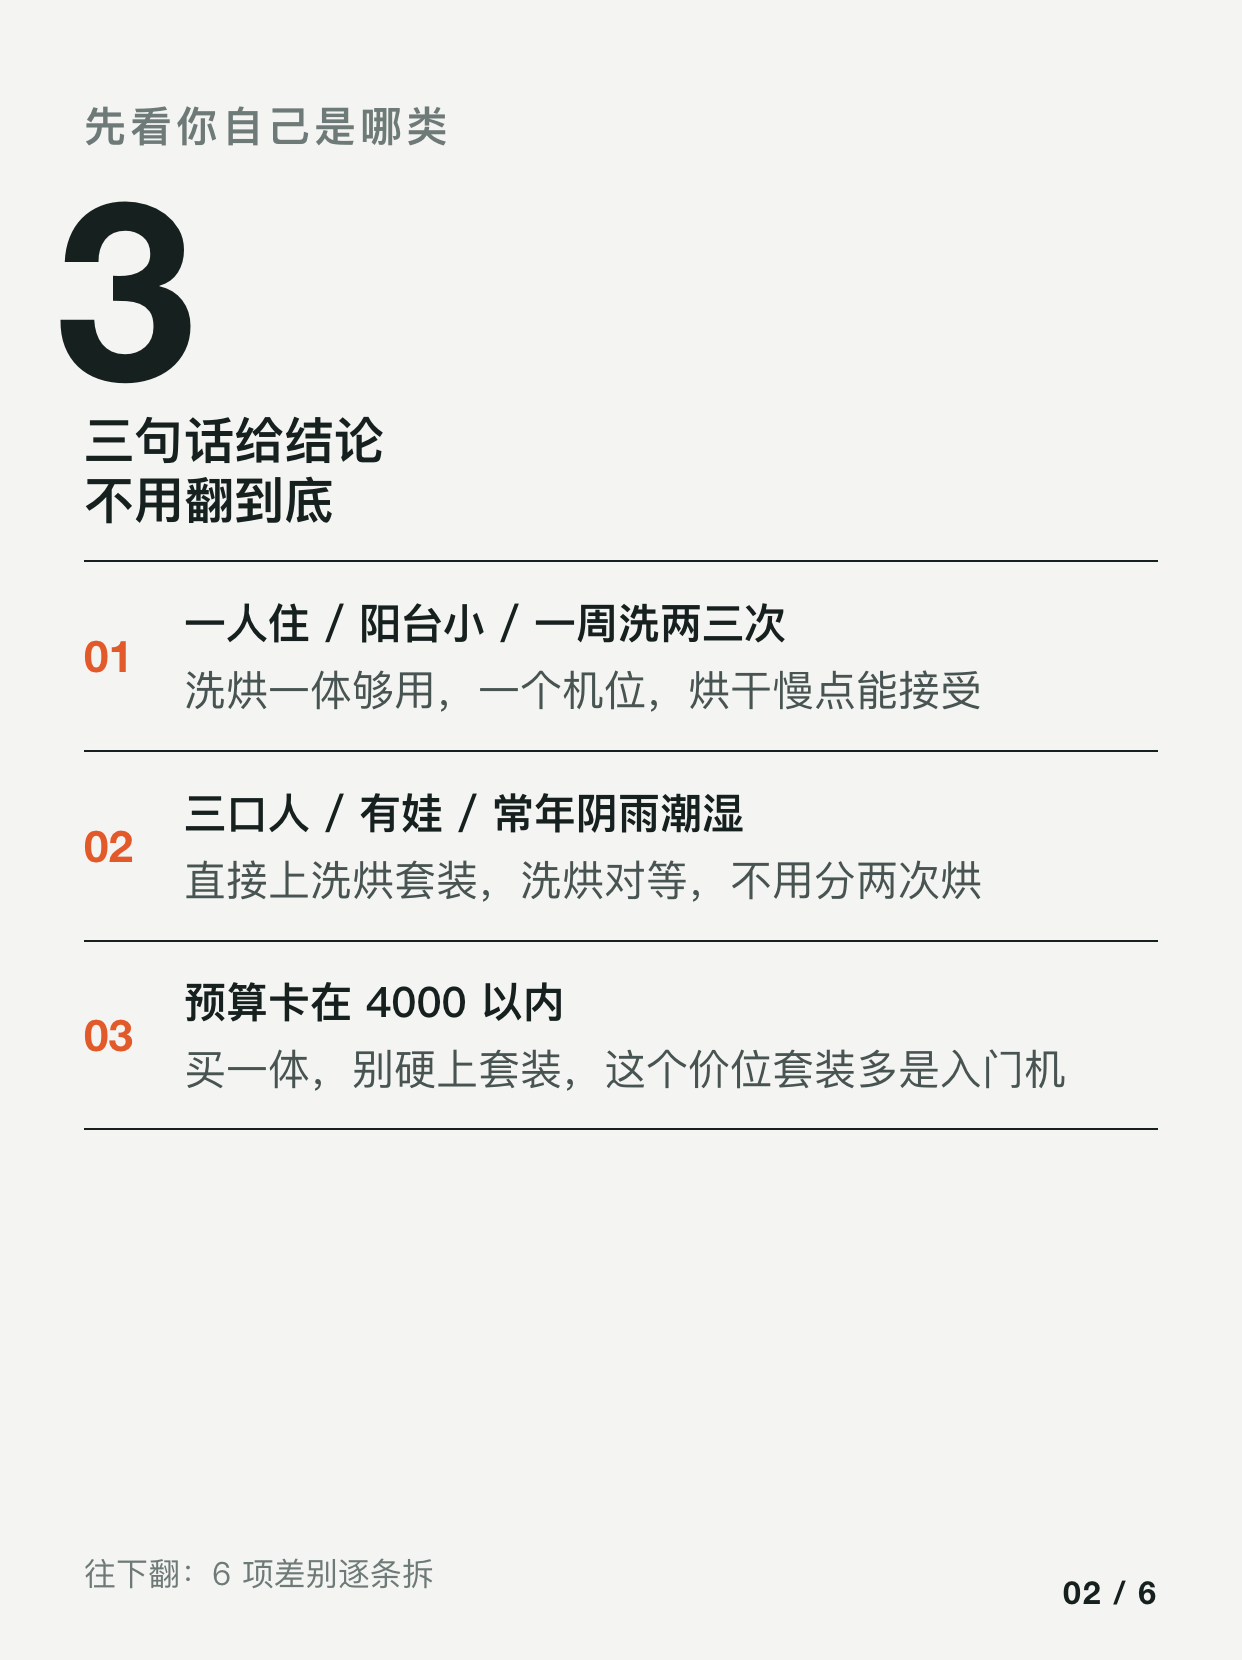 先看你自己是哪类
3
三句话给结论
不用翻到底
01
一人住 / 阳台小 / 一周洗两三次
洗烘一体够用，一个机位，烘干慢点能接受
02
三口人 / 有娃 / 常年阴雨潮湿
直接上洗烘套装，洗烘对等，不用分两次烘
03
预算卡在 4000 以内
买一体，别硬上套装，这个价位套装多是入门机
往下翻：6 项差别逐条拆
02 / 6